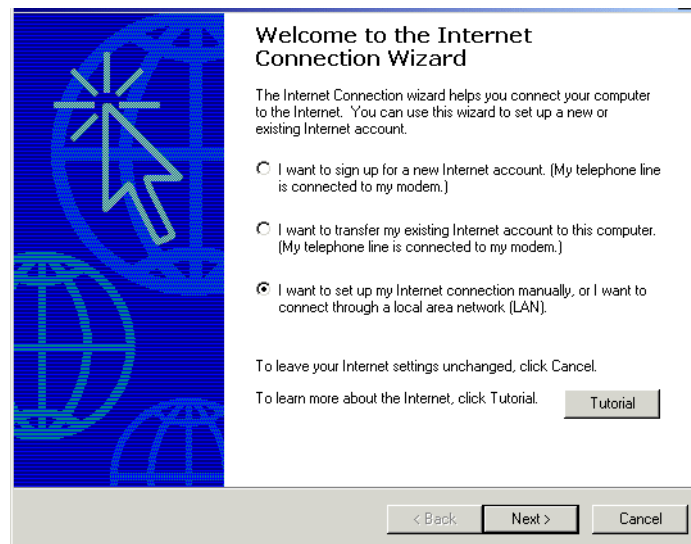 Welcome to the Internet
Connection Wizard
The Internet Connection wizard helps you connect your computer
to the Internet.  You can use this wizard to set up a new or
existing Internet account.
I want to sign up for a new Internet account. (My telephone line
is connected to my modem.)
I want to transfer my existing Internet account to this computer.
(My telephone line is connected to my modem.)
I want to set up my Internet connection manually, or I want to
connect through a local area network (LAN).
To leave your Internet settings unchanged, click Cancel.
To learn more about the Internet, click Tutorial.
Tutorial
< Back
Next >
Cancel